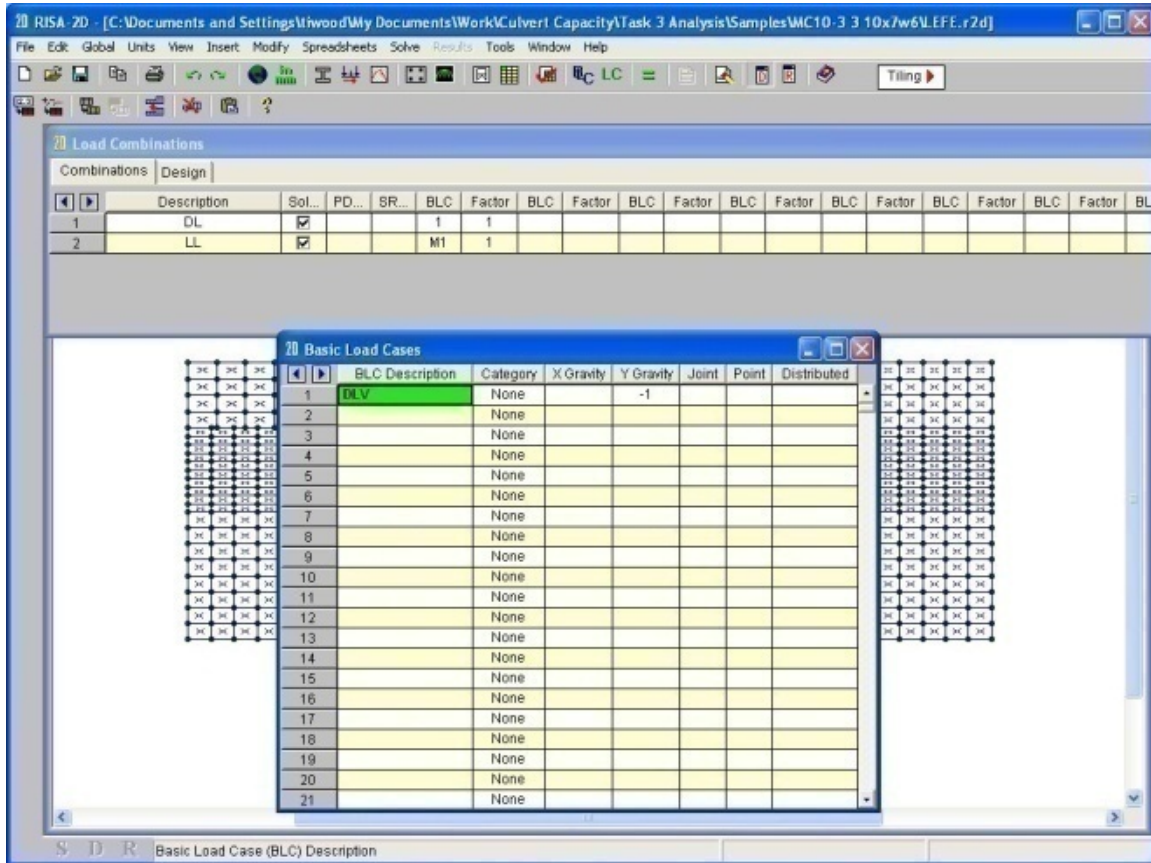 2D RISA-2D - [C:\Documents and Settings\tiwood\My Documents\Work\Culvert Capacity\Task 3 Analysis\Samples\MC10-3 3 10x7w6\LEFE.r2d]
File Edit Global Units View Insert Modify Spreadsheets Solve Results Tools Window Help
LC = D R Tiling
?
2D Load Combinations
Combinations Design
Description Sol... PD... SR... BLC Factor BLC Factor BLC Factor BLC Factor BLC Factor BLC Factor BLC Factor BL
1 DL 1 1
2 LL M1 1
2D Basic Load Cases
BLC Description Category X Gravity Y Gravity Joint Point Distributed
1 DLV None -1
2 None
3 None
4 None
5 None
6 None
7 None
8 None
9 None
10 None
11 None
12 None
13 None
14 None
15 None
16 None
17 None
18 None
19 None
20 None
21 None
S D R Basic Load Case (BLC) Description